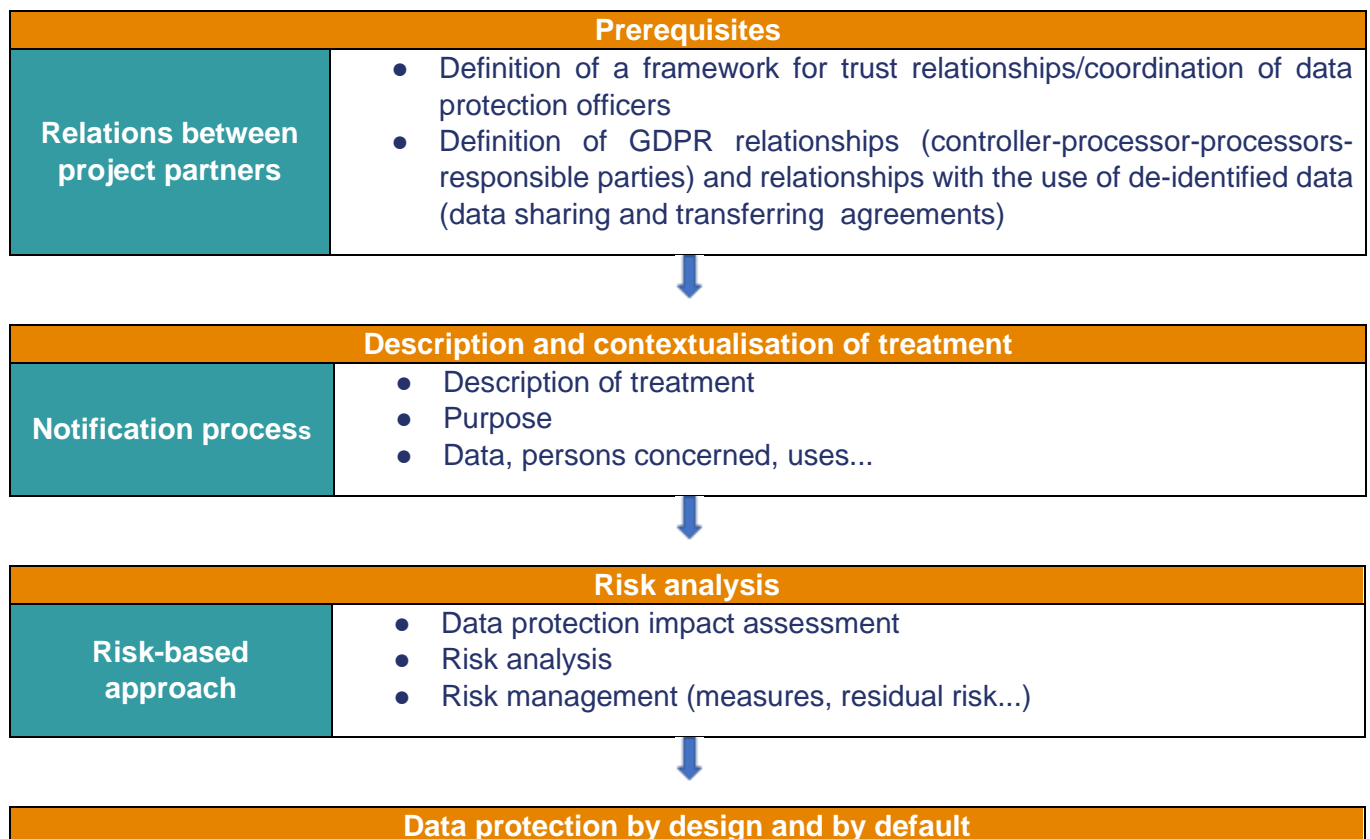 Prerequisites
Relations between
project partners
● Definition of a framework for trust relationships/coordination of data
protection officers
● Definition of GDPR relationships (controller-processor-processors-
responsible parties) and relationships with the use of de-identified data
(data sharing and transferring agreements)
Description and contextualisation of treatment
Notification process
● Description of treatment
● Purpose
● Data, persons concerned, uses...
Risk analysis
Risk-based
approach
● Data protection impact assessment
● Risk analysis
● Risk management (measures, residual risk...)
Data protection by design and by default